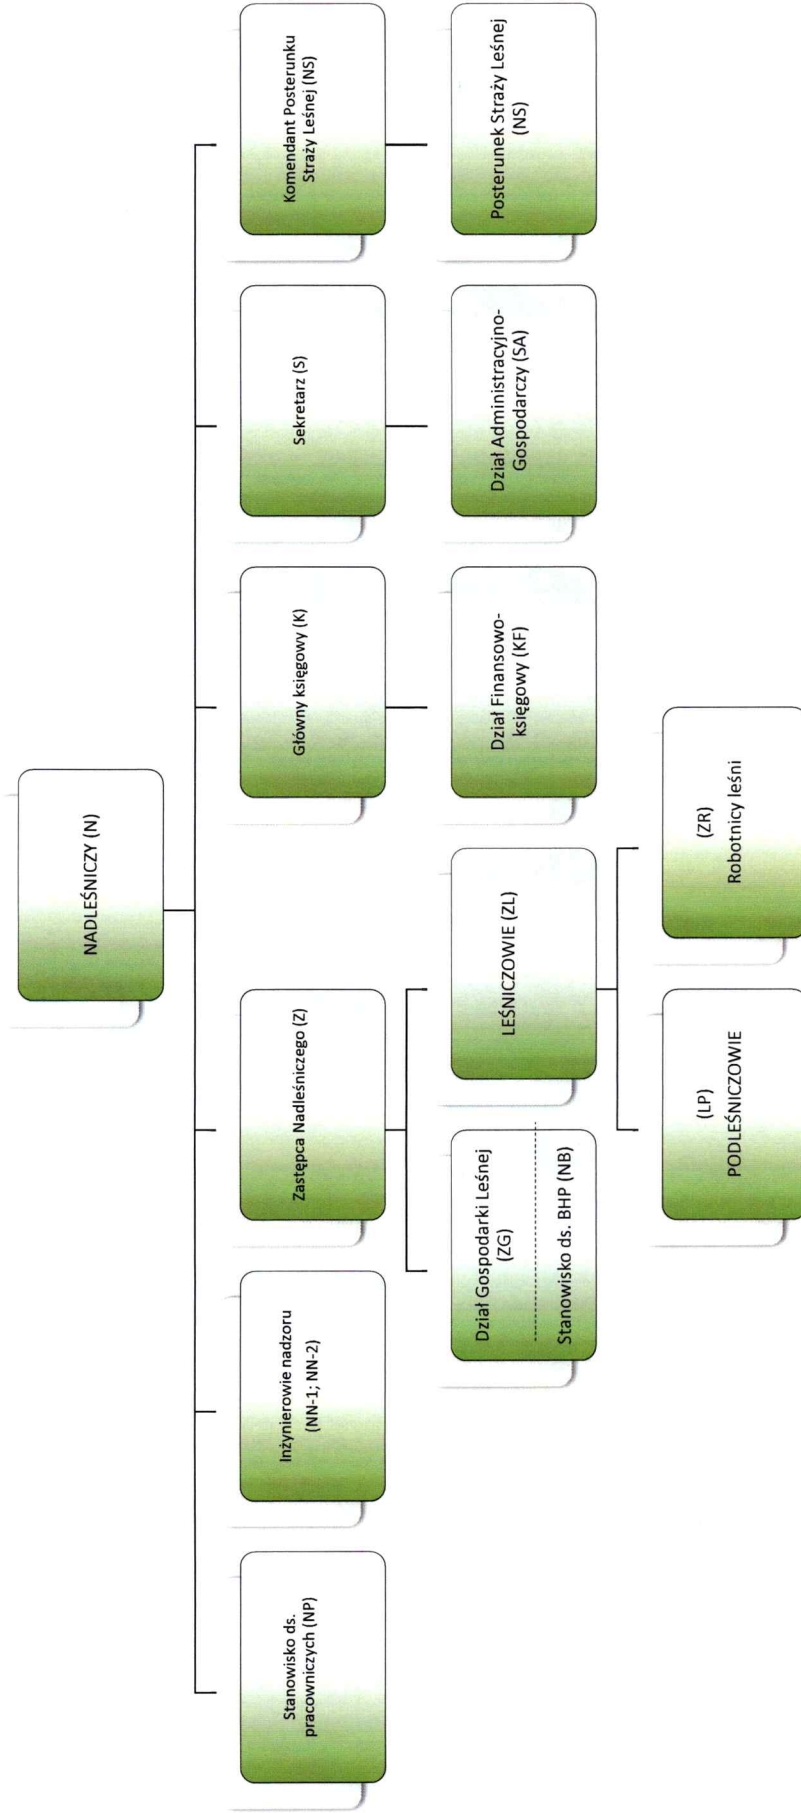 NADLEŚNICZY (N)
Stanowisko ds.
pracowniczych (NP)
Inżynierowie nadzoru
(NN-1; NN-2)
Zastępca Nadleśniczego (Z)
Główny księgowy (K)
Sekretarz (S)
Komendant Posterunku
Straży Leśnej (NS)
Dział Gospodarki Leśnej
(ZG)
Stanowisko ds. BHP (NB)
LEŚNICZOWIE (ZL)
Dział Finansowo-
księgowy (KF)
Dział Administracyjno-
Gospodarczy (SA)
Posterunek Straży Leśnej
(NS)
(LP)
PODLEŚNICZOWIE
(ZR)
Robotnicy leśni